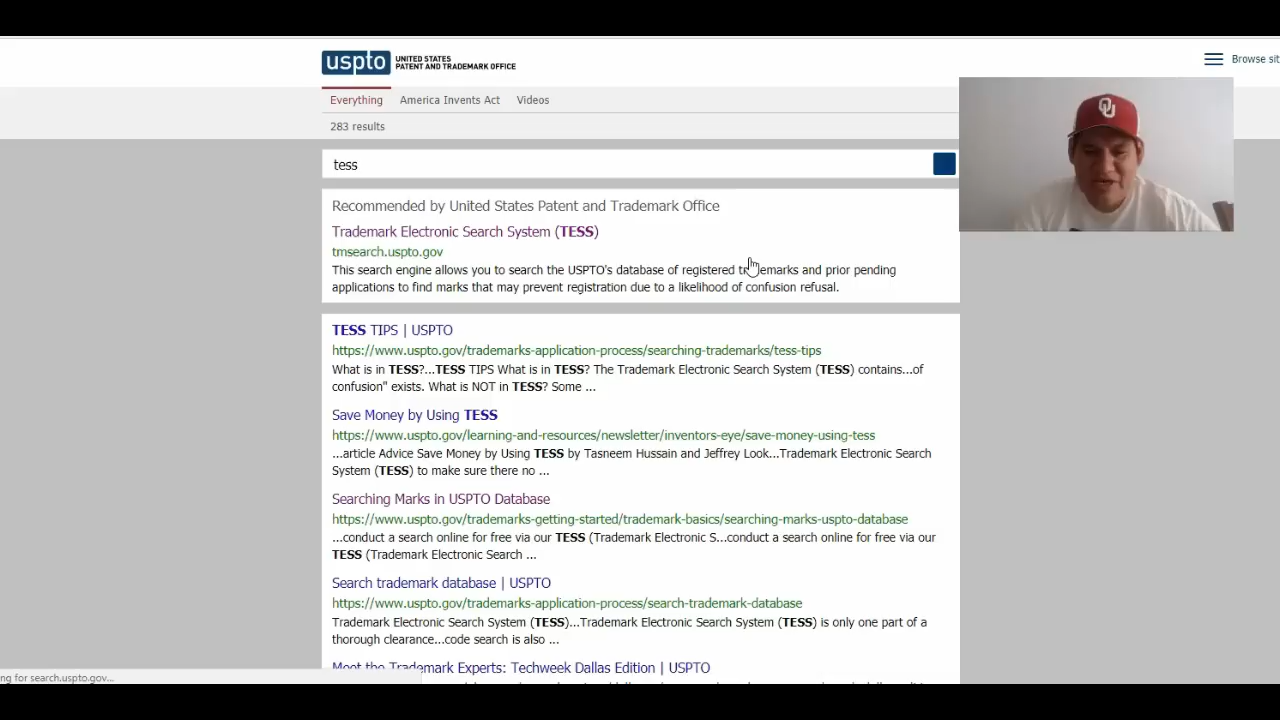 uspto UNITED STATES
PATENT AND TRADEMARK OFFICE
Browse sit
Everything America Invents Act Videos
283 results
OU
tess
Recommended by United States Patent and Trademark Office
Trademark Electronic Search System (TESS)
tmsearch.uspto.gov
This search engine allows you to search the USPTO's database of registered trademarks and prior pending
applications to find marks that may prevent registration due to a likelihood of confusion refusal.
TESS TIPS | USPTO
https://www.uspto.gov/trademarks-application-process/searching-trademarks/tess-tips
What is in TESS?...TESS TIPS What is in TESS? The Trademark Electronic Search System (TESS) contains...of
confusion" exists. What is NOT in TESS? Some ...
Save Money by Using TESS
https://www.uspto.gov/learning-and-resources/newsletter/inventors-eye/save-money-using-tess
...article Advice Save Money by Using TESS by Tasneem Hussain and Jeffrey Look...Trademark Electronic Search
System (TESS) to make sure there no ...
Searching Marks in USPTO Database
https://www.uspto.gov/trademarks-getting-started/trademark-basics/searching-marks-uspto-database
...conduct a search online for free via our TESS (Trademark Electronic S...conduct a search online for free via our
TESS (Trademark Electronic Search ...
Search trademark database | USPTO
https://www.uspto.gov/trademarks-application-process/search-trademark-database
Trademark Electronic Search System (TESS)...Trademark Electronic Search System (TESS) is only one part of a
thorough clearance...code search is also ...
Meet the Trademark Experts: Techweek Dallas Edition | USPTO
ng for search.uspto.gov...